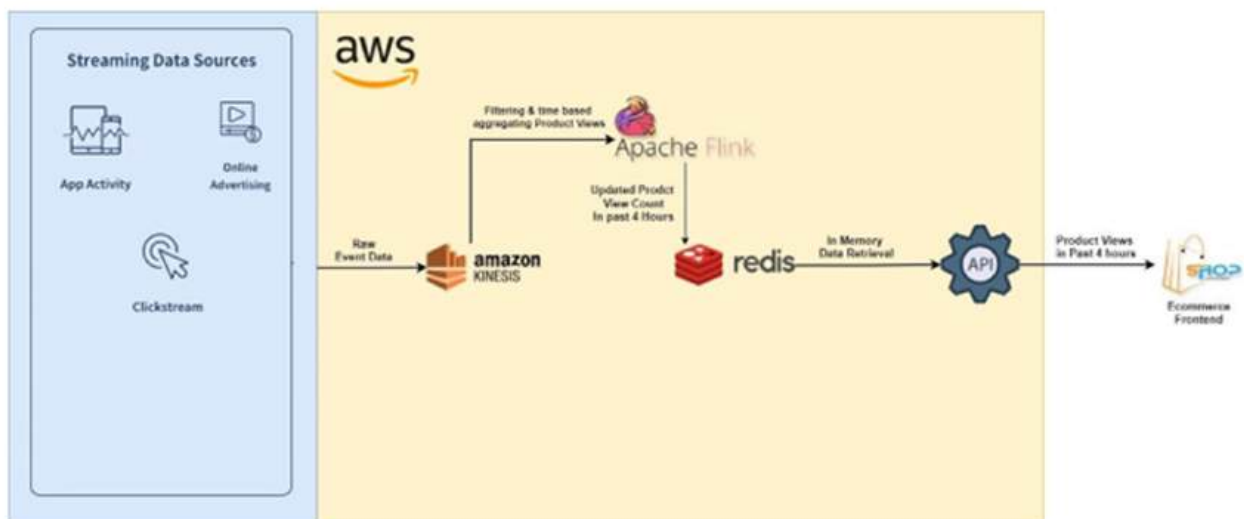 Streaming Data Sources
App Activity
Online
Advertising
Clickstream
aws
Raw
Event Data
amazon
KINESIS
Filtering & time based
aggregating Product Views
Apache Flink
Updated Prodct
View Count
In past 4 Hours
redis
In Memory
Data Retrieval
API
Product Views
in Past 4 hours
SHOP
Ecommerce
Frontend